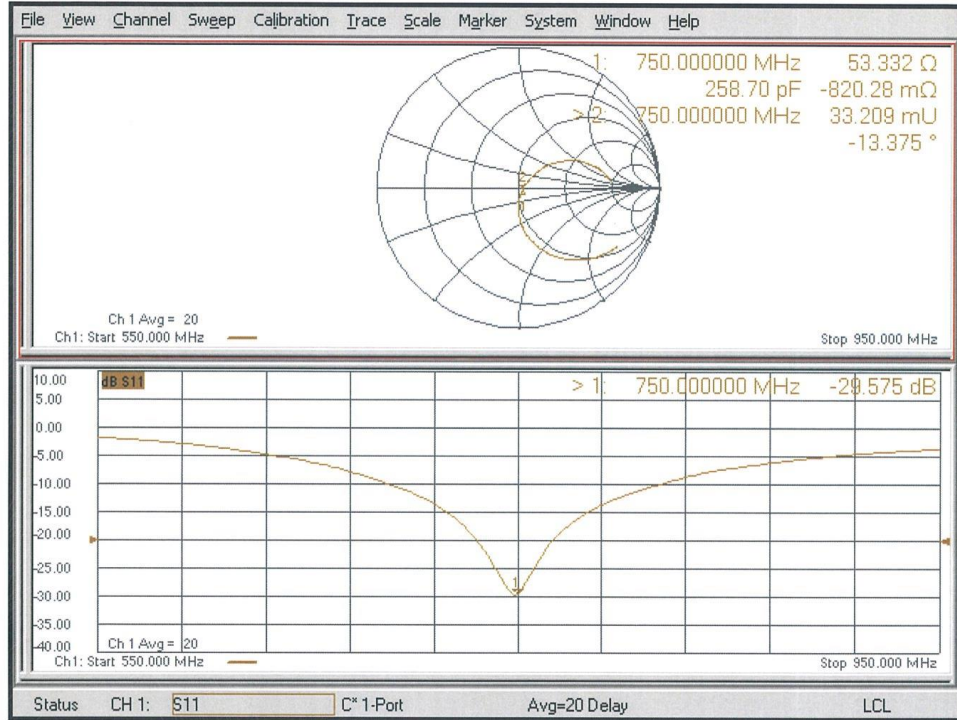 File View Channel Sweep Calibration Trace Scale Marker System Window Help
1: 750.000000 MHz 53.332 Ω
258.70 pF -820.28 mΩ
> 2: 750.000000 MHz 33.209 mU
-13.375 °
Ch 1 Avg = 20
Ch1: Start 550.000 MHz
Stop 950.000 MHz
10.00
dB S11
> 1: 750.000000 MHz -29.575 dB
5.00
0.00
-5.00
-10.00
-15.00
-20.00
-25.00
1
-30.00
-35.00
-40.00
Ch 1 Avg = 20
Ch1: Start 550.000 MHz
Stop 950.000 MHz
Status CH 1: S11 C* 1-Port Avg=20 Delay LCL